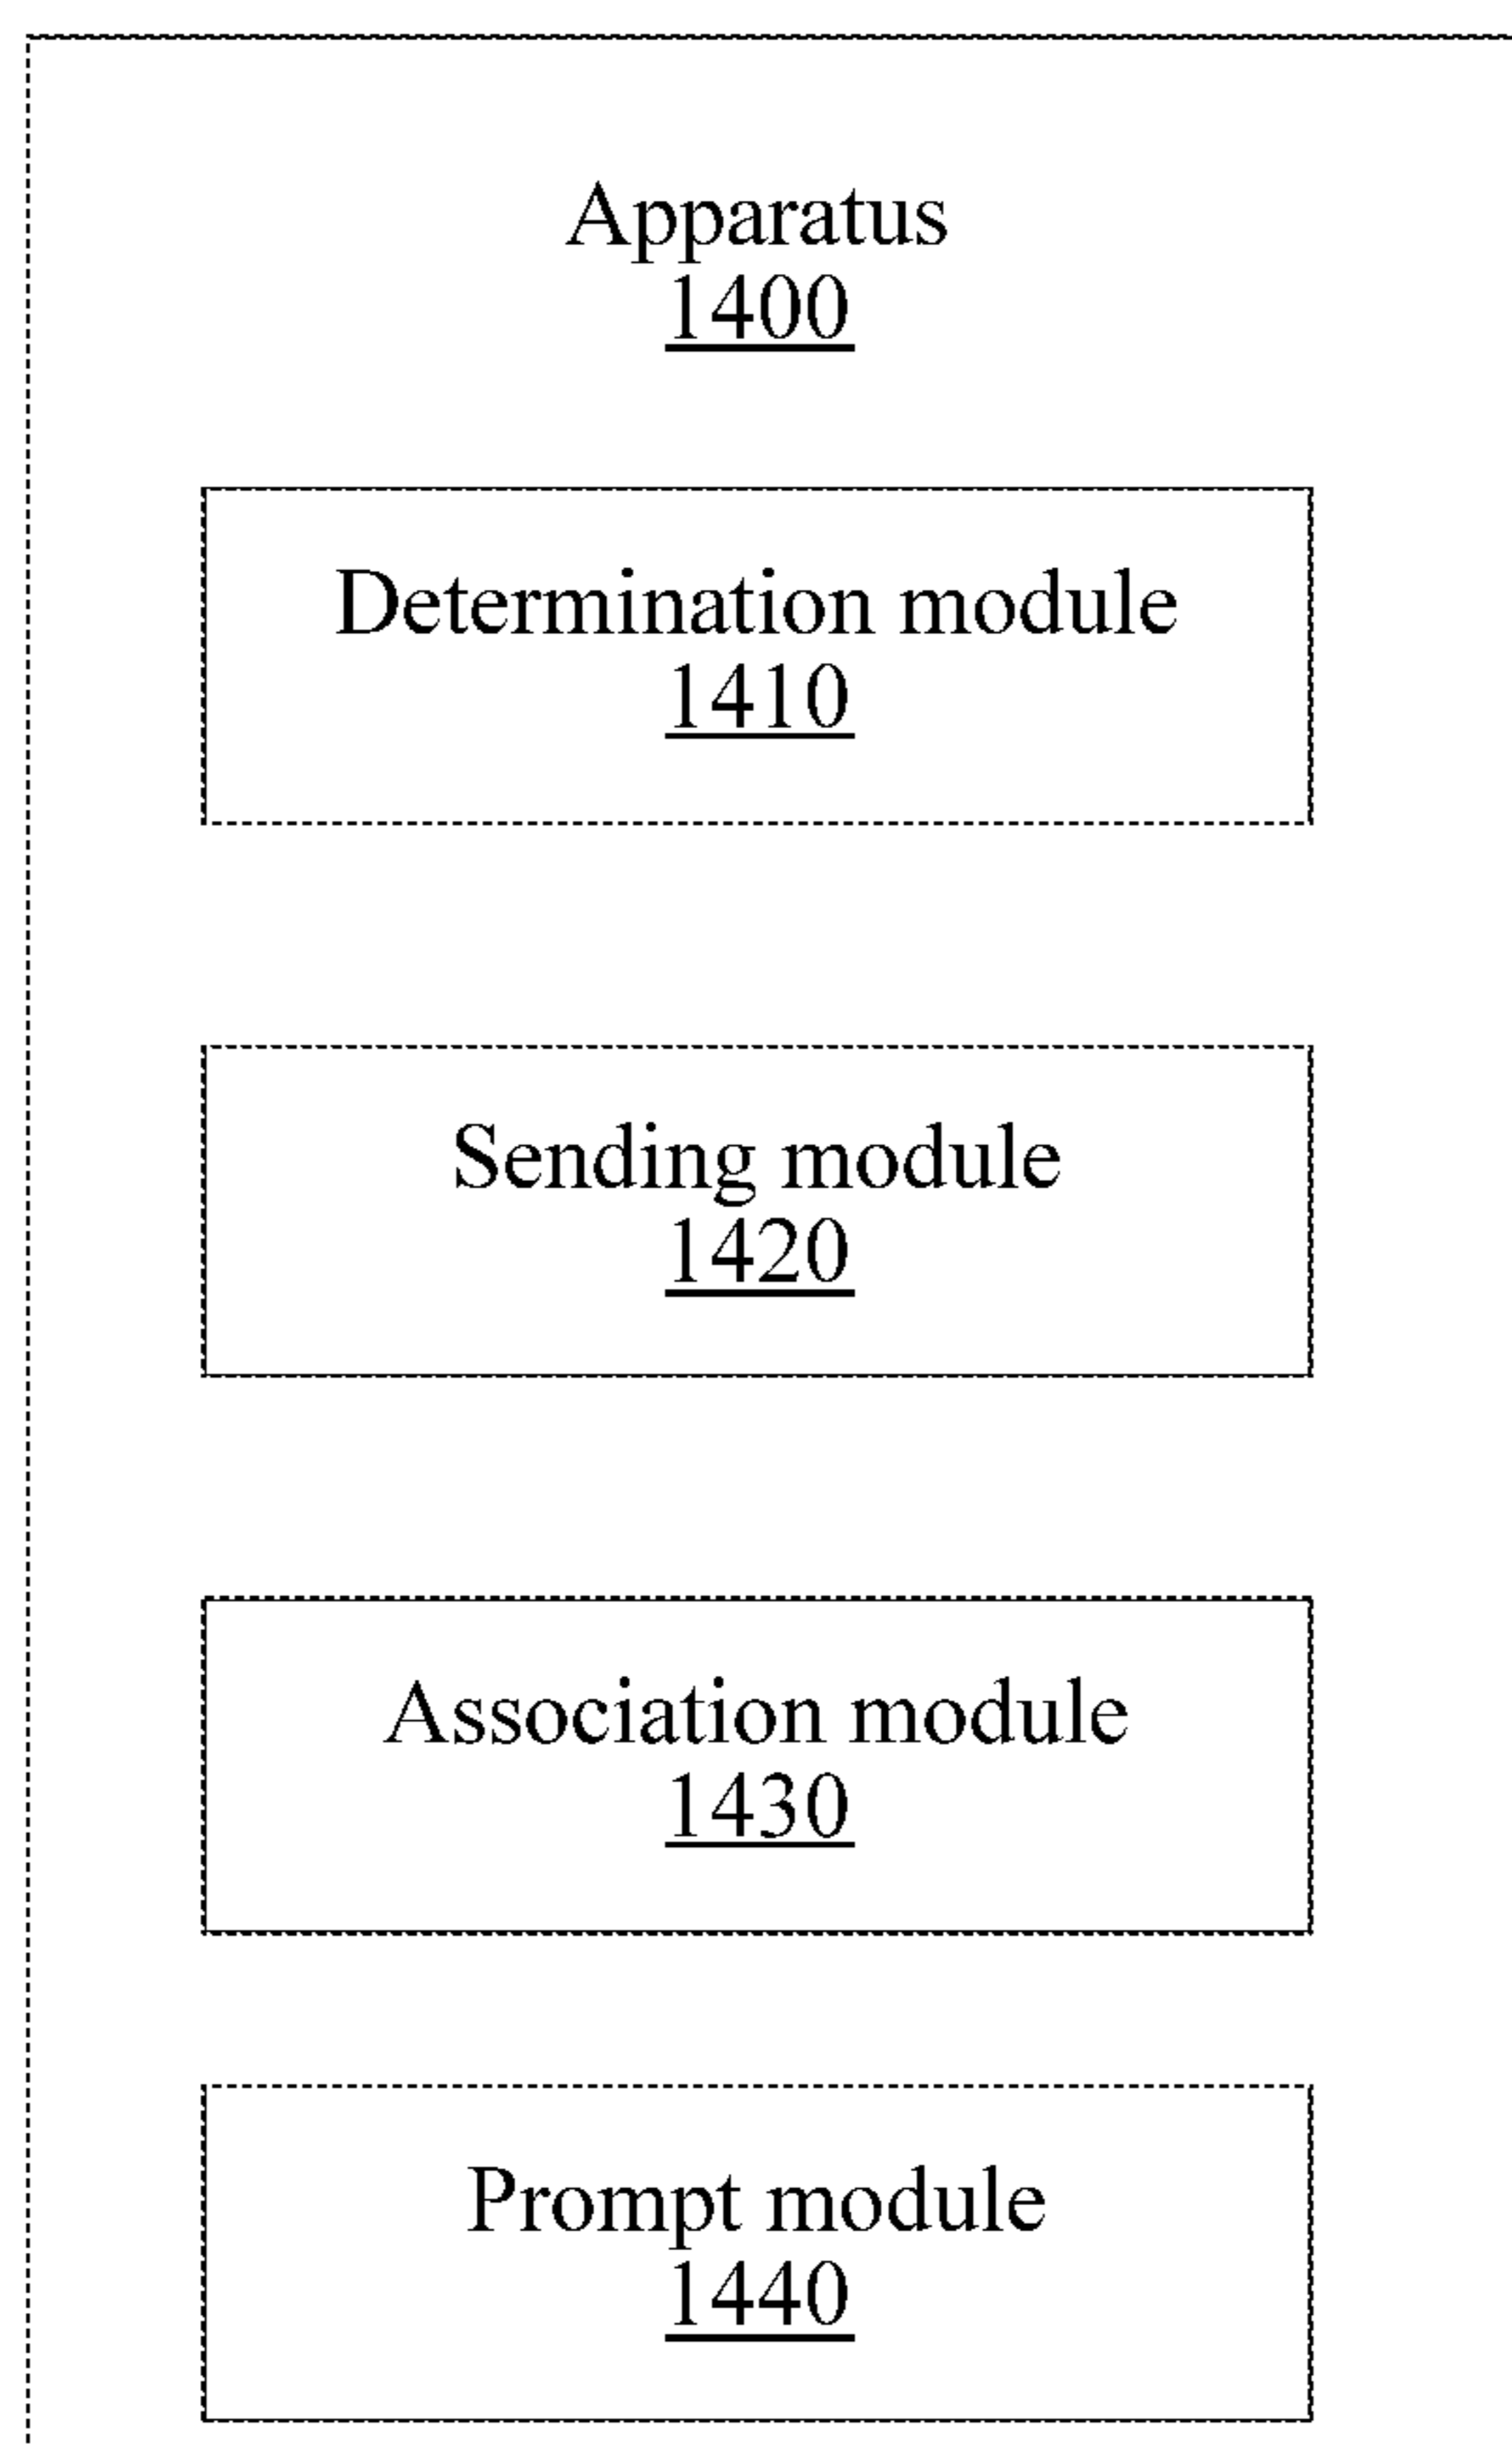 Apparatus
1400
Determination module
1410
Sending module
1420
Association module
1430
Prompt module
1440